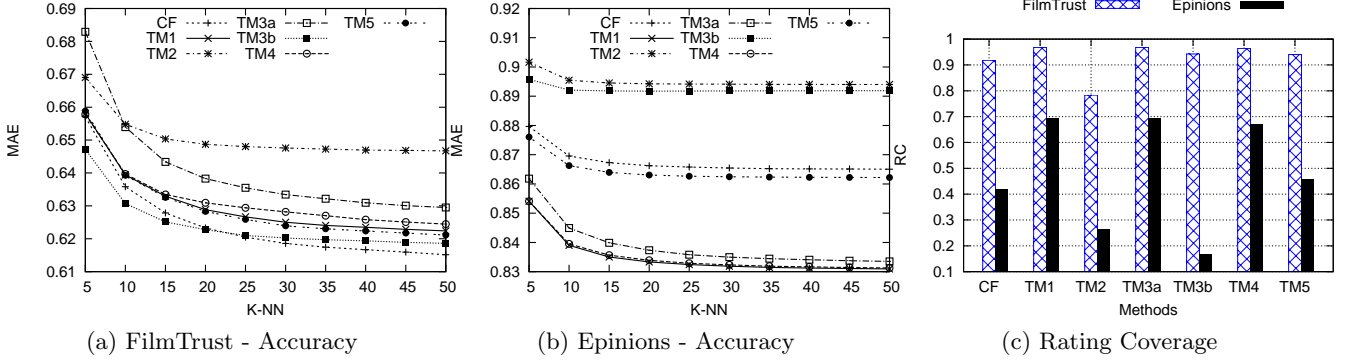 0.69
0.68
0.67
0.66
0.65
0.64
0.63
0.62
0.61
MAE
CF
TM1
TM2
TM3a
TM3b
TM4
TM5
5 10 15 20 25 30 35 40 45 50
K-NN
(a) FilmTrust - Accuracy
0.92
0.91
0.9
0.89
0.88
0.87
0.86
0.85
0.84
0.83
MAE
CF
TM1
TM2
TM3a
TM3b
TM4
TM5
5 10 15 20 25 30 35 40 45 50
K-NN
(b) Epinions - Accuracy
FilmTrust Epinions
1
0.9
0.8
0.7
0.6
0.5
0.4
0.3
0.2
0.1
RC
CF TM1 TM2 TM3a TM3b TM4 TM5
Methods
(c) Rating Coverage